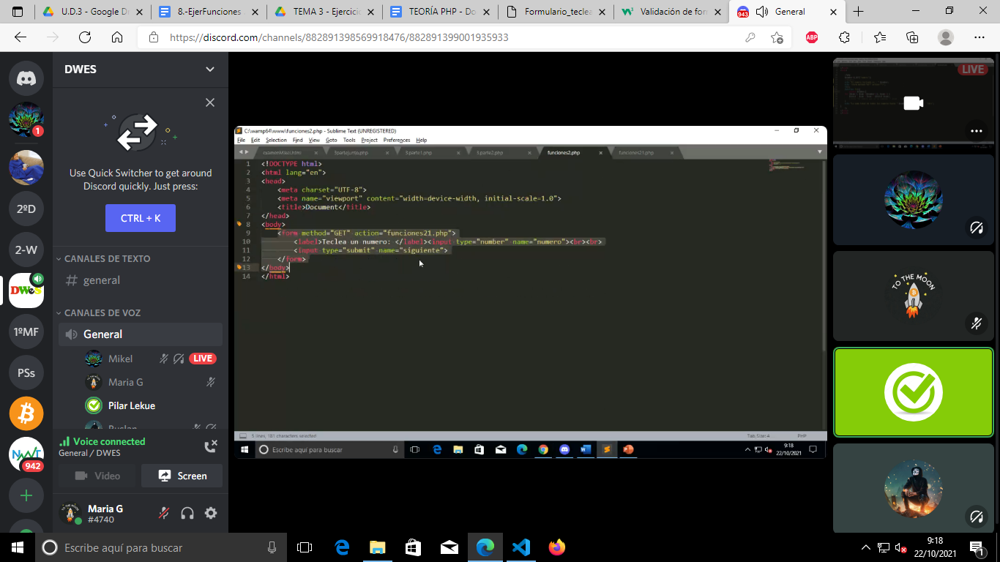 U.D.3 - Google Dr
8.-EjerFunciones
TEMA 3 - Ejercicio
TEORÍA PHP - Do
Formulario_teclea
Validación de for
943
General
https://discord.com/channels/882891398569918476/882891399001935933
ABP
DWES
LIVE
1
Use Quick Switcher to get around
Discord quickly. Just press:
CTRL + K
2ºD
2-W
DWeS
1ºMF
PSs
NWT
942
CANALES DE TEXTO
# general
CANALES DE VOZ
General
Mikel
LIVE
Maria G
Pilar Lekue
Ruslan
Voice connected
General / DWES
Video
Screen
Maria G
#4740
C:\wamp64\www\funciones2.php - Sublime Text (UNREGISTERED)
File Edit Selection Find View Goto Tools Project Preferences Help
3parte1.php
3.parte2.php
funciones2.php
funciones21.php
1 <!DOCTYPE html>
2 <html lang="en">
3 <head>
4 <meta charset="UTF-8">
5 <meta name="viewport" content="width=device-width, initial-scale=1.0">
6 <title>Document</title>
7 </head>
8 <body>
9 <form method="GET" action="funciones21.php">
10 <label>Teclea un numero: </label><input type="number" name="numero"><br><br>
11 <input type="submit" name="siguiente">
12 </form>
13 </body>
14 </html>
5 lines, 181 characters selected
Tab Size: 4
PHP
Escribe aquí para buscar
9:18
22/10/2021
TO THE MOON
Escribe aquí para buscar
9:18
22/10/2021
1